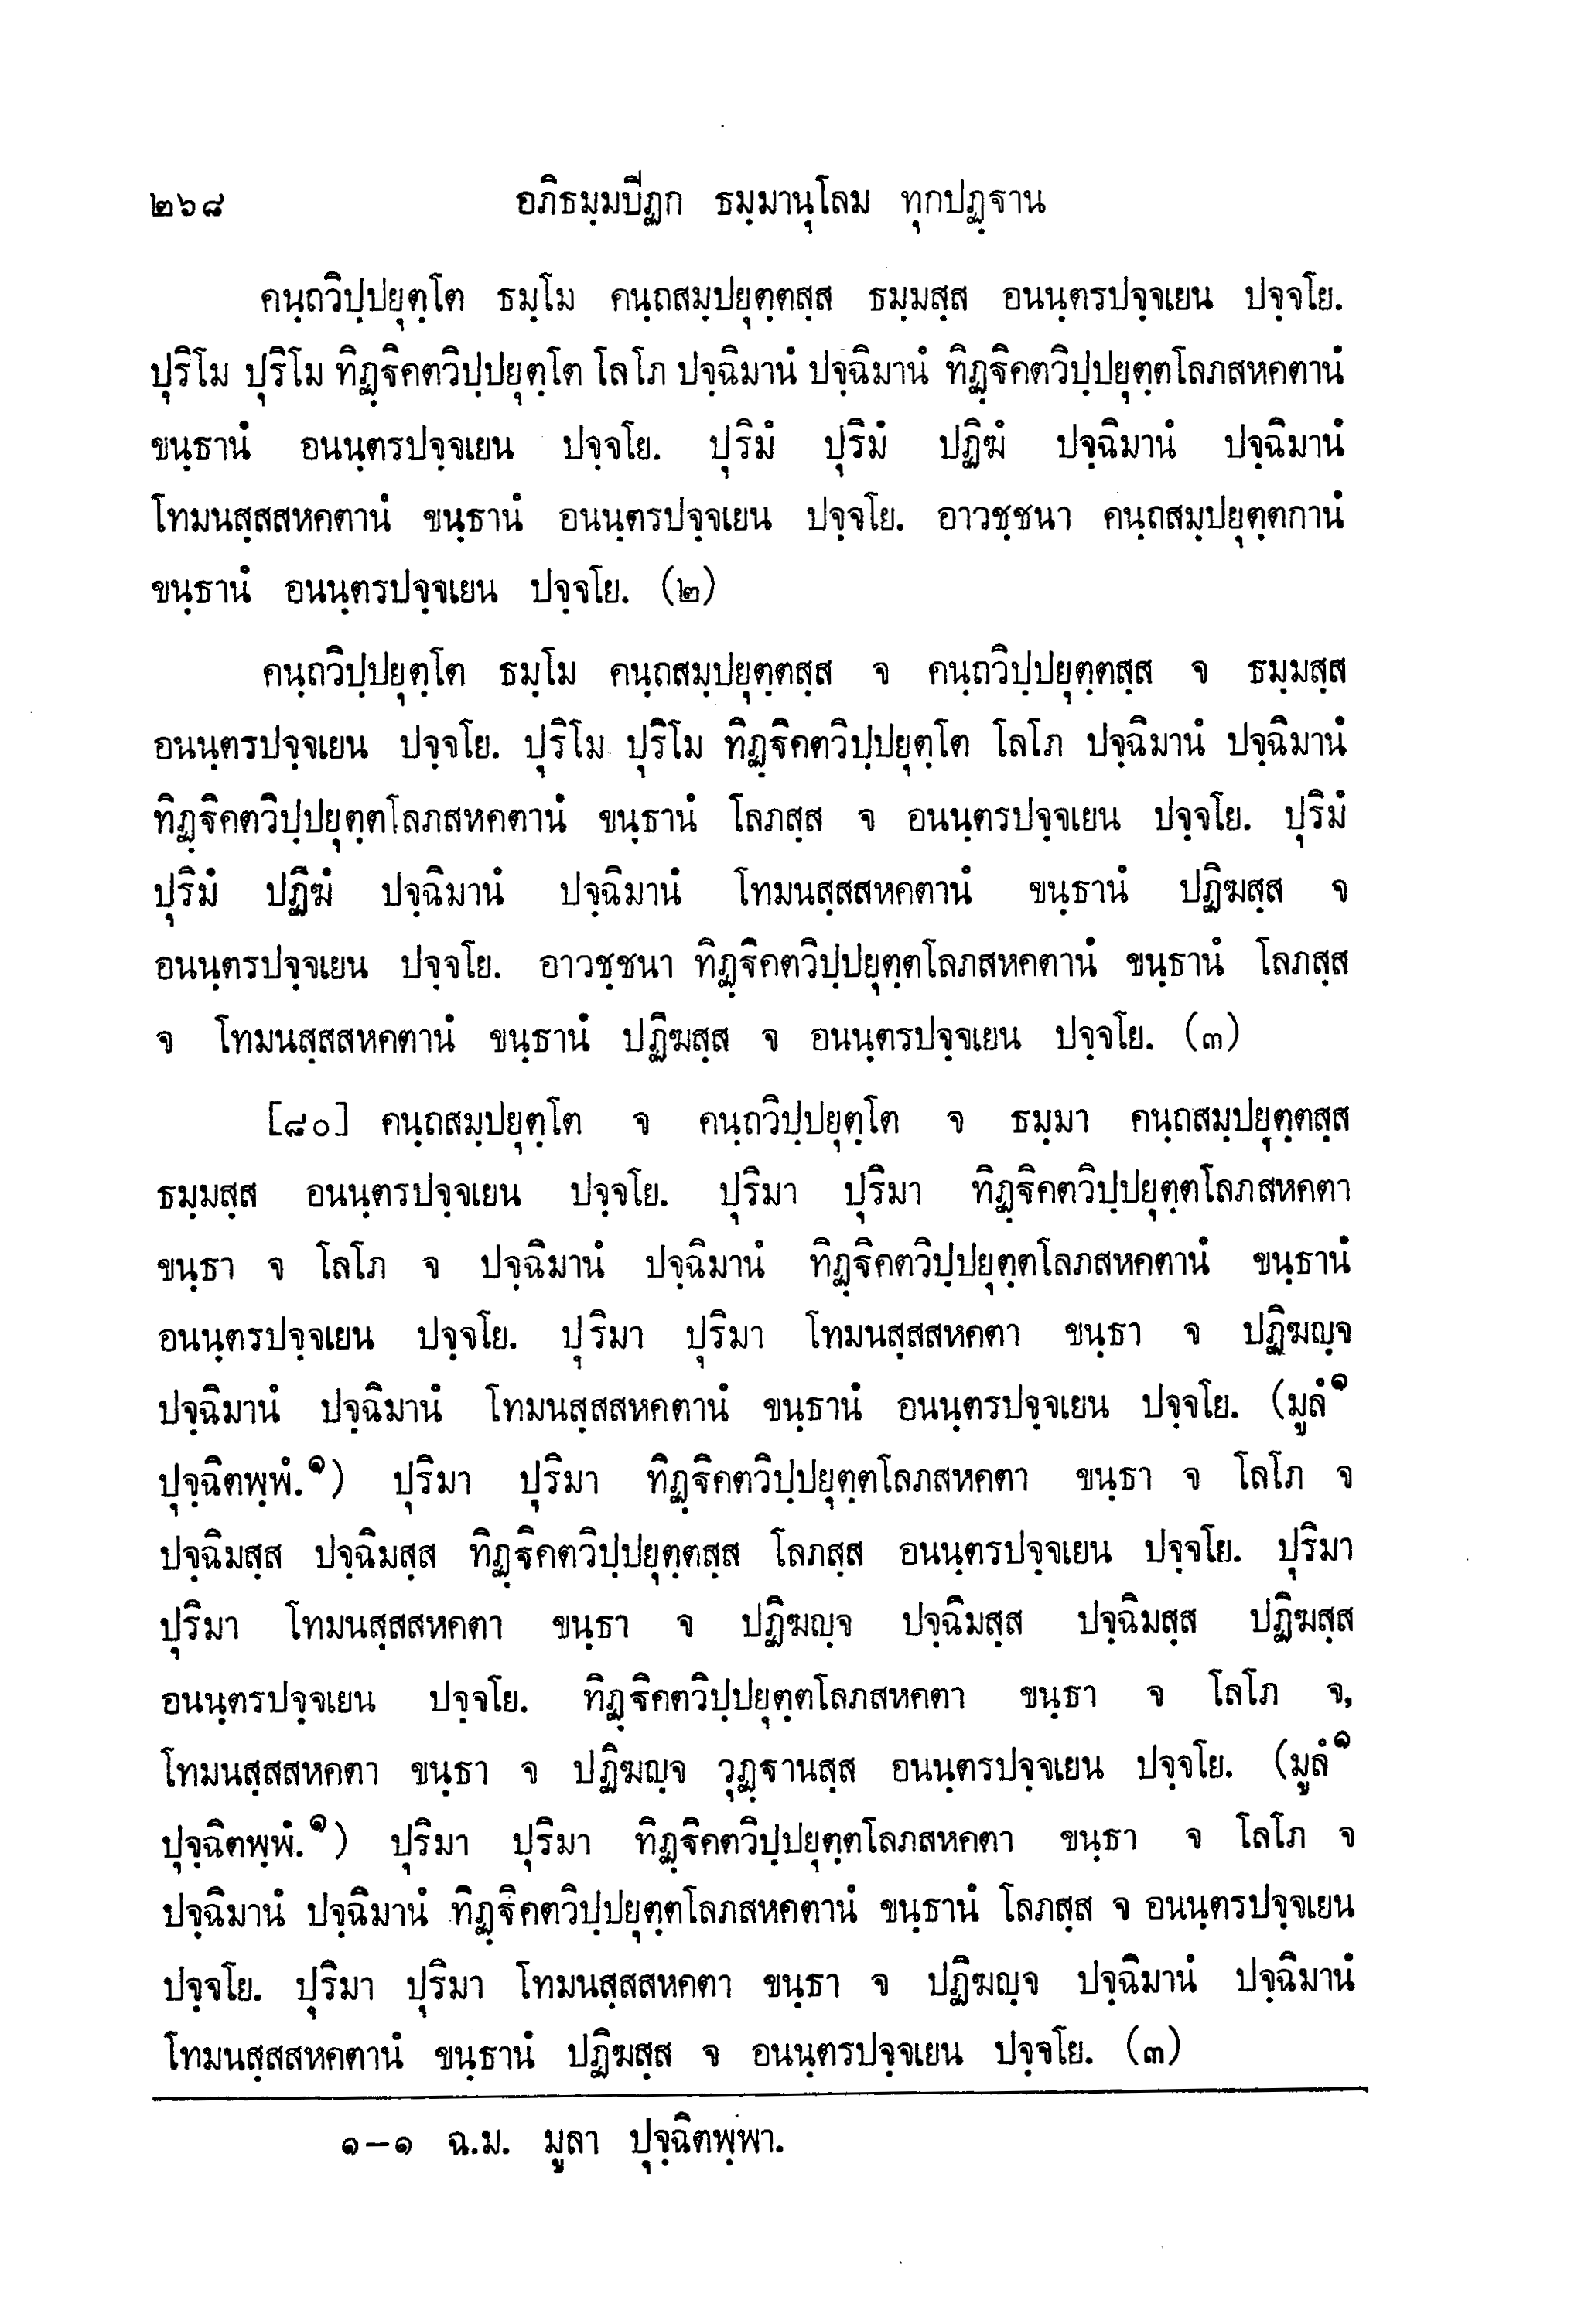 ๒๖๘ อภิธมฺมปิฏก ธมฺมานุโลม ทุกปฏฺฐาน
คนฺถวิปฺปยุตฺโต ธมฺโม คนฺถสมฺปยุตฺตสฺส ธมฺมสฺส อนนฺตรปจฺจเยน ปจฺจโย.
ปุริโม ปุริโม ทิฏฺฐิคตวิปฺปยุตฺโต โลโภ ปจฺฉิมานํ ปจฺฉิมานํ ทิฏฺฐิคตวิปฺปยุตฺตโลภสหคตานํ
ขนฺธานํ อนนฺตรปจฺจเยน ปจฺจโย. ปุริมํ ปุริมํ ปฏิฆํ ปจฺฉิมานํ ปจฺฉิมานํ
โทมนสฺสสหคตานํ ขนฺธานํ อนนฺตรปจฺจเยน ปจฺจโย. อาวชฺชนา คนฺถสมฺปยุตฺตกานํ
ขนฺธานํ อนนฺตรปจฺจเยน ปจฺจโย. (๒)
คนฺถวิปฺปยุตฺโต ธมฺโม คนฺถสมฺปยุตฺตสฺส จ คนฺถวิปฺปยุตฺตสฺส จ ธมฺมสฺส
อนนฺตรปจฺจเยน ปจฺจโย. ปุริโม ปุริโม ทิฏฺฐิคตวิปฺปยุตฺโต โลโภ ปจฺฉิมานํ ปจฺฉิมานํ
ทิฏฺฐิคตวิปฺปยุตฺตโลภสหคตานํ ขนฺธานํ โลภสฺส จ อนนฺตรปจฺจเยน ปจฺจโย. ปุริมํ
ปุริมํ ปฏิฆํ ปจฺฉิมานํ ปจฺฉิมานํ โทมนสฺสสหคตานํ ขนฺธานํ ปฏิฆสฺส จ
อนนฺตรปจฺจเยน ปจฺจโย. อาวชฺชนา ทิฏฺฐิคตวิปฺปยุตฺตโลภสหคตานํ ขนฺธานํ โลภสฺส
จ โทมนสฺสสหคตานํ ขนฺธานํ ปฏิฆสฺส จ อนนฺตรปจฺจเยน ปจฺจโย. (๓)
[๘๐] คนฺถสมฺปยุตฺโต จ คนฺถวิปฺปยุตฺโต จ ธมฺมา คนฺถสมฺปยุตฺตสฺส
ธมฺมสฺส อนนฺตรปจฺจเยน ปจฺจโย. ปุริมา ปุริมา ทิฏฺฐิคตวิปฺปยุตฺตโลภสหคตา
ขนฺธา จ โลโภ จ ปจฺฉิมานํ ปจฺฉิมานํ ทิฏฺฐิคตวิปฺปยุตฺตโลภสหคตานํ ขนฺธานํ
อนนฺตรปจฺจเยน ปจฺจโย. ปุริมา ปุริมา โทมนสฺสสหคตา ขนฺธา จ ปฏิฆญฺจ
ปจฺฉิมานํ ปจฺฉิมานํ โทมนสฺสสหคตานํ ขนฺธานํ อนนฺตรปจฺจเยน ปจฺจโย. (มูลํ๑
ปุจฺฉิตพฺพํ.๑) ปุริมา ปุริมา ทิฏฺฐิคตวิปฺปยุตฺตโลภสหคตา ขนฺธา จ โลโภ จ
ปจฺฉิมสฺส ปจฺฉิมสฺส ทิฏฺฐิคตวิปฺปยุตฺตสฺส โลภสฺส อนนฺตรปจฺจเยน ปจฺจโย. ปุริมา
ปุริมา โทมนสฺสสหคตา ขนฺธา จ ปฏิฆญฺจ ปจฺฉิมสฺส ปจฺฉิมสฺส ปฏิฆสฺส
อนนฺตรปจฺจเยน ปจฺจโย. ทิฏฺฐิคตวิปฺปยุตฺตโลภสหคตา ขนฺธา จ โลโภ จ,
โทมนสฺสสหคตา ขนฺธา จ ปฏิฆญฺจ วุฏฺฐานสฺส อนนฺตรปจฺจเยน ปจฺจโย. (มูลํ๑
ปุจฺฉิตพฺพํ.๑) ปุริมา ปุริมา ทิฏฺฐิคตวิปฺปยุตฺตโลภสหคตา ขนฺธา จ โลโภ จ
ปจฺฉิมานํ ปจฺฉิมานํ ทิฏฺฐิคตวิปฺปยุตฺตโลภสหคตานํ ขนฺธานํ โลภสฺส จ อนนฺตรปจฺจเยน
ปจฺจโย. ปุริมา ปุริมา โทมนสฺสสหคตา ขนฺธา จ ปฏิฆญฺจ ปจฺฉิมานํ ปจฺฉิมานํ
โทมนสฺสสหคตานํ ขนฺธานํ ปฏิฆสฺส จ อนนฺตรปจฺจเยน ปจฺจโย. (๓)
๑-๑ ฉ.ม. มูลา ปุจฺฉิตพฺพา.